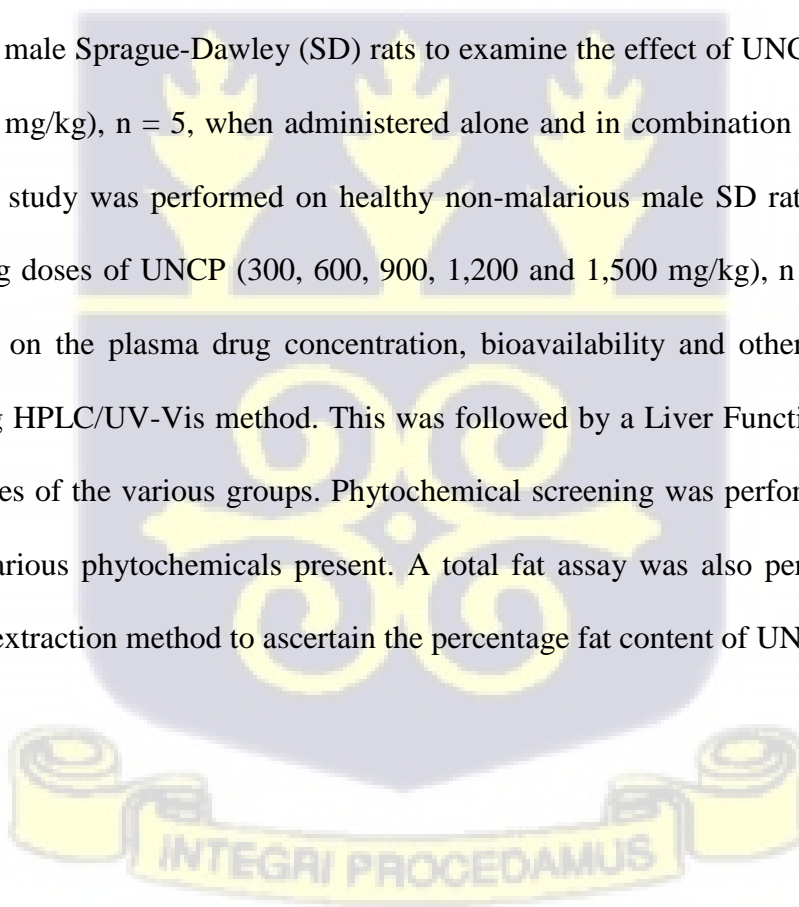 male Sprague-Dawley (SD) rats to examine the effect of UNC
mg/kg), n = 5, when administered alone and in combination
study was performed on healthy non-malarious male SD rat
g doses of UNCP (300, 600, 900, 1,200 and 1,500 mg/kg), n
on the plasma drug concentration, bioavailability and other
g HPLC/UV-Vis method. This was followed by a Liver Functi
es of the various groups. Phytochemical screening was perfor
arious phytochemicals present. A total fat assay was also per
extraction method to ascertain the percentage fat content of UN
INTEGRI PROCEDAMUS